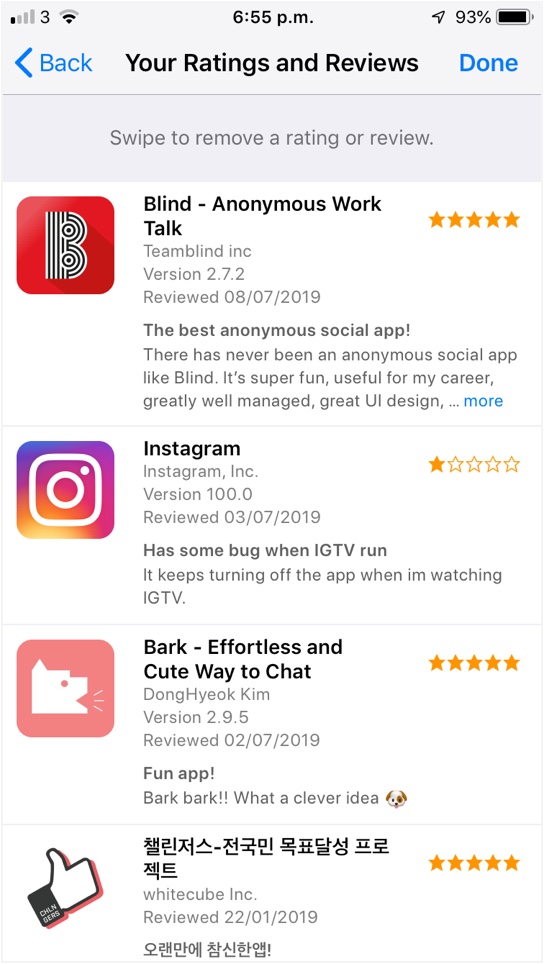 3 6:55 p.m. 93%
Back Your Ratings and Reviews Done
Swipe to remove a rating or review.
Blind - Anonymous Work
Talk
Teamblind inc
Version 2.7.2
Reviewed 08/07/2019
The best anonymous social app!
There has never been an anonymous social app
like Blind. It's super fun, useful for my career,
greatly well managed, great UI design, ... more
Instagram
Instagram, Inc.
Version 100.0
Reviewed 03/07/2019
Has some bug when IGTV run
It keeps turning off the app when im watching
IGTV.
Bark - Effortless and
Cute Way to Chat
DongHyeok Kim
Version 2.9.5
Reviewed 02/07/2019
Fun app!
Bark bark!! What a clever idea 🐶
CHLN
GERS
챌린저스-전국민 목표달성 프로
젝트
whitecube Inc.
Reviewed 22/01/2019
오랜만에 참신한앱!